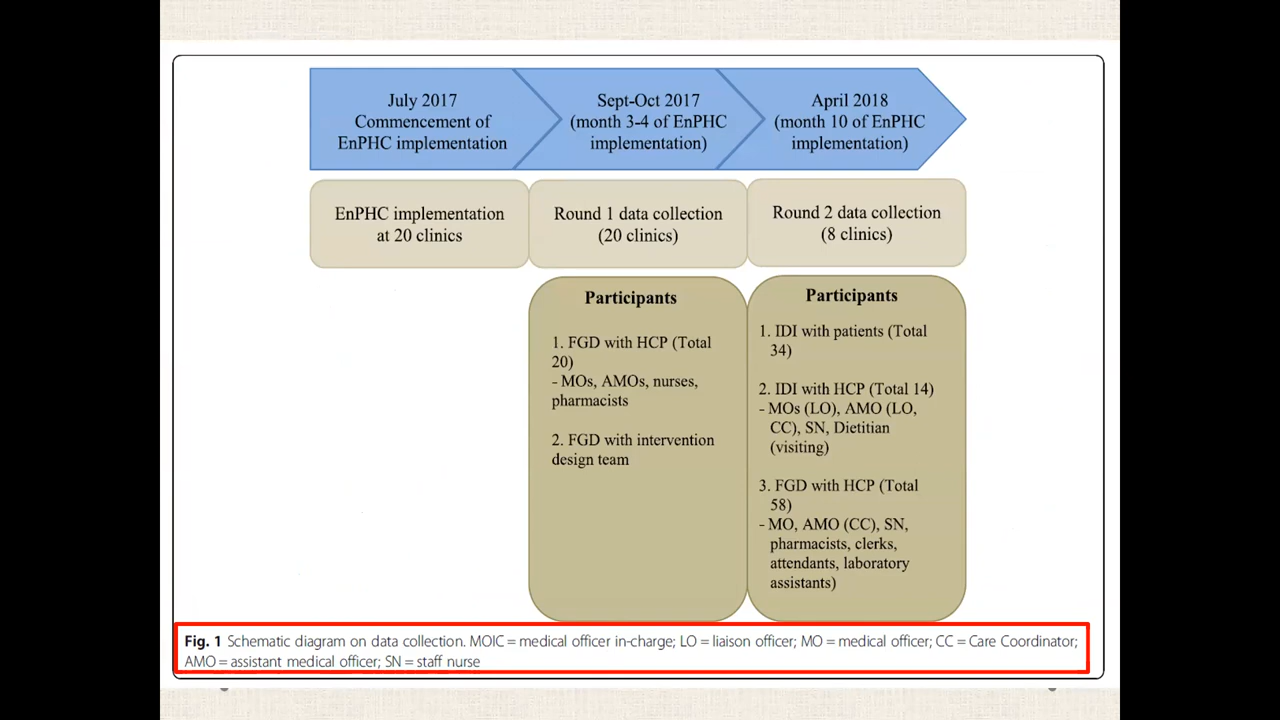 July 2017
Commencement of
EnPHC implementation
Sept-Oct 2017
(month 3-4 of EnPHC
implementation)
April 2018
(month 10 of EnPHC
implementation)
EnPHC implementation
at 20 clinics
Round 1 data collection
(20 clinics)
Round 2 data collection
(8 clinics)
Participants
1. FGD with HCP (Total
20)
- MOs, AMOs, nurses,
pharmacists
2. FGD with intervention
design team
Participants
1. IDI with patients (Total
34)
2. IDI with HCP (Total 14)
- MOs (LO), AMO (LO,
CC), SN, Dietitian
(visiting)
3. FGD with HCP (Total
58)
- MO, AMO (CC), SN,
pharmacists, clerks,
attendants, laboratory
assistants)
Fig. 1 Schematic diagram on data collection. MOIC = medical officer in-charge; LO = liaison officer; MO = medical officer; CC = Care Coordinator;
AMO = assistant medical officer; SN = staff nurse